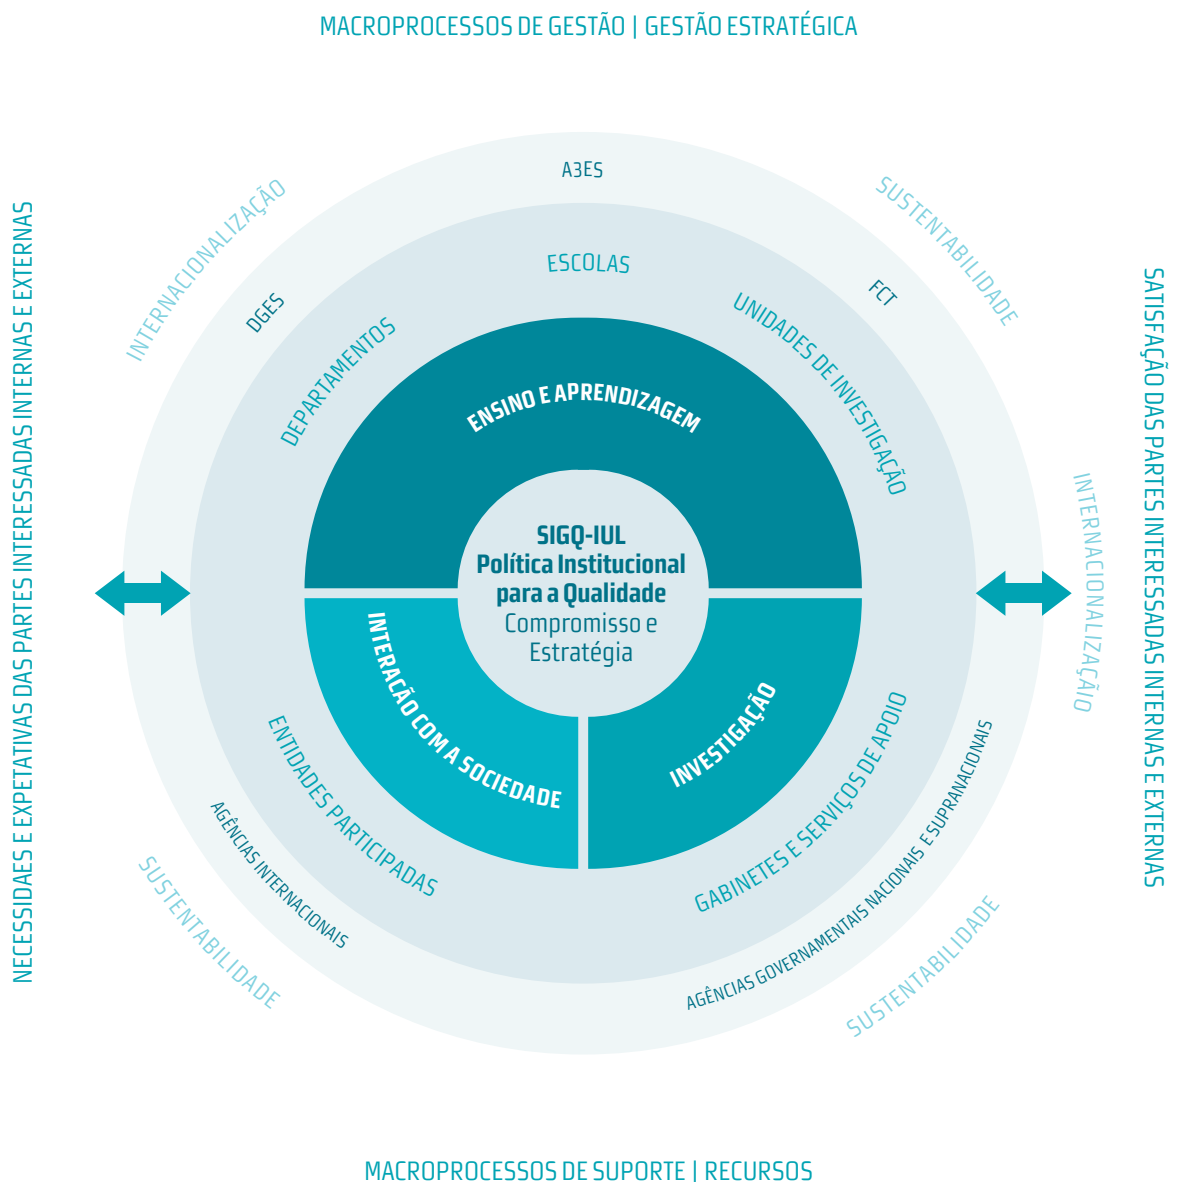 MACROPROCESSOS DE GESTÃO | GESTÃO ESTRATÉGICA
A3ES
INTERNACIONALIZAÇÃO
SUSTENTABILIDADE
DGES
FCT
ESCOLAS
DEPARTAMENTOS
UNIDADES DE INVESTIGAÇÃO
NECESSIDAES E EXPETATIVAS DAS PARTES INTERESSADAS INTERNAS E EXTERNAS
SATISFAÇÃO DAS PARTES INTERESSADAS INTERNAS E EXTERNAS
ENSINO E APRENDIZAGEM
SIGQ-IUL
Política Institucional
para a Qualidade
Compromisso e
Estratégia
INTERNACIONALIZAÇÃIO
INTERAÇÃO COM A SOCIEDADE
INVESTIGAÇÃO
ENTIDADES PARTICIPADAS
GABINETES E SERVIÇOS DE APOIO
AGÊNCIAS INTERNACIONAIS
AGÊNCIAS GOVERNAMENTAIS NACIONAIS E SUPRANACIONAIS
SUSTENTABILIDADE
SUSTENTABILIDADE
MACROPROCESSOS DE SUPORTE | RECURSOS